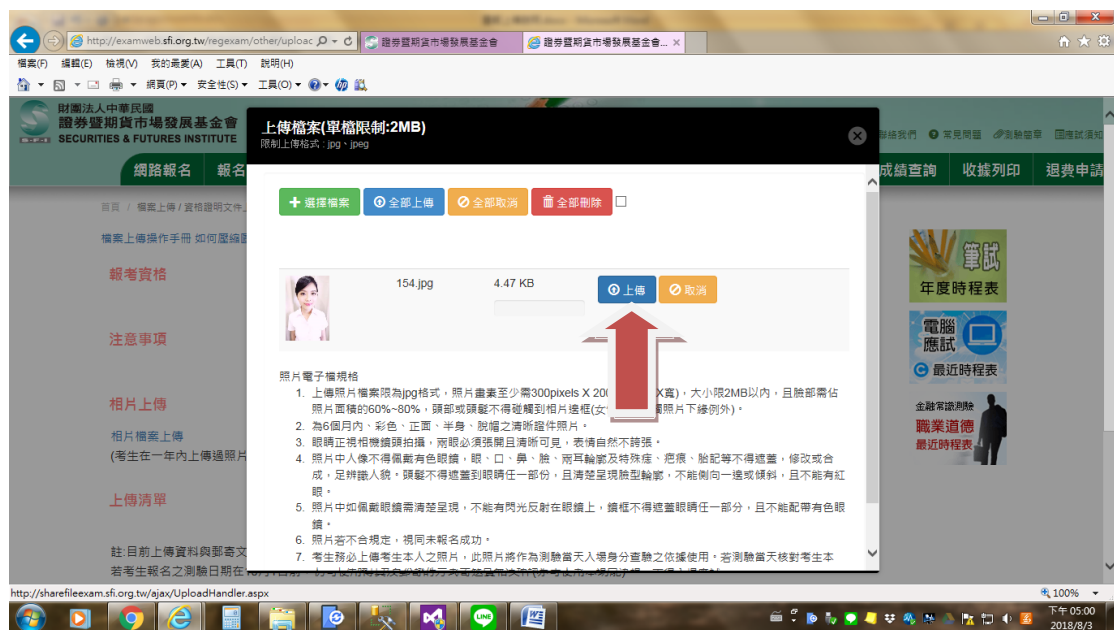 http://examweb.sfi.org.tw/regexam/other/uploac
證券暨期貨市場發展基金會
證券暨期貨市場發展基金會...
檔案(F) 編輯(E) 檢視(V) 我的最愛(A) 工具(T) 說明(H)
網頁(P) 安全性(S) 工具(O)
財團法人中華民國
證券暨期貨市場發展基金會
SECURITIES & FUTURES INSTITUTE
聯絡我們 常見問題 測驗簡章 應試須知
網路報名 報名
成績查詢 收據列印 退費申請
上傳檔案(單檔限制:2MB)
限制上傳格式 : jpg、jpeg
首頁 / 檔案上傳 / 資格證明文件
檔案上傳操作手冊 如何壓縮
報考資格
注意事項
相片上傳
相片檔案上傳
(考生在一年內上傳過照片
上傳清單
註:目前上傳資料與郵寄文
若考生報名之測驗日期在
選擇檔案 全部上傳 全部取消 全部刪除
154.jpg 4.47 KB 上傳 取消
照片電子檔規格
1. 上傳照片檔案限為jpg格式，照片畫素至少需300pixels X 20 X寬)，大小限2MB以內，且臉部需佔
照片面積的60%~80%，頭部或頭髮不得碰觸到相片邊框(女 照片下緣例外)。
2. 為6個月內、彩色、正面、半身、脫帽之清晰證件照片。
3. 眼睛正視相機鏡頭拍攝，兩眼必須張開且清晰可見，表情自然不誇張。
4. 照片中人像不得佩戴有色眼鏡，眼、口、鼻、臉、兩耳輪廓及特殊痣、疤痕、胎記等不得遮蓋，修改或合
成，足辨識人貌。頭髮不得遮蓋到眼睛任一部份，且清楚呈現臉型輪廓，不能側向一邊或傾斜，且不能有紅
眼。
5. 照片中如佩戴眼鏡需清楚呈現，不能有閃光反射在眼鏡上，鏡框不得遮蓋眼睛任一部分，且不能配帶有色眼
鏡。
6. 照片若不合規定，視同未報名成功。
7. 考生務必上傳考生本人之照片，此照片將作為測驗當天入場身分查驗之依據使用。若測驗當天核對考生本
筆試
年度時程表
電腦
應試
最近時程表
金融常識測驗
職業道德
最近時程表
http://sharefileexam.sfi.org.tw/ajax/UploadHandler.aspx
100%
下午 05:00
2018/8/3